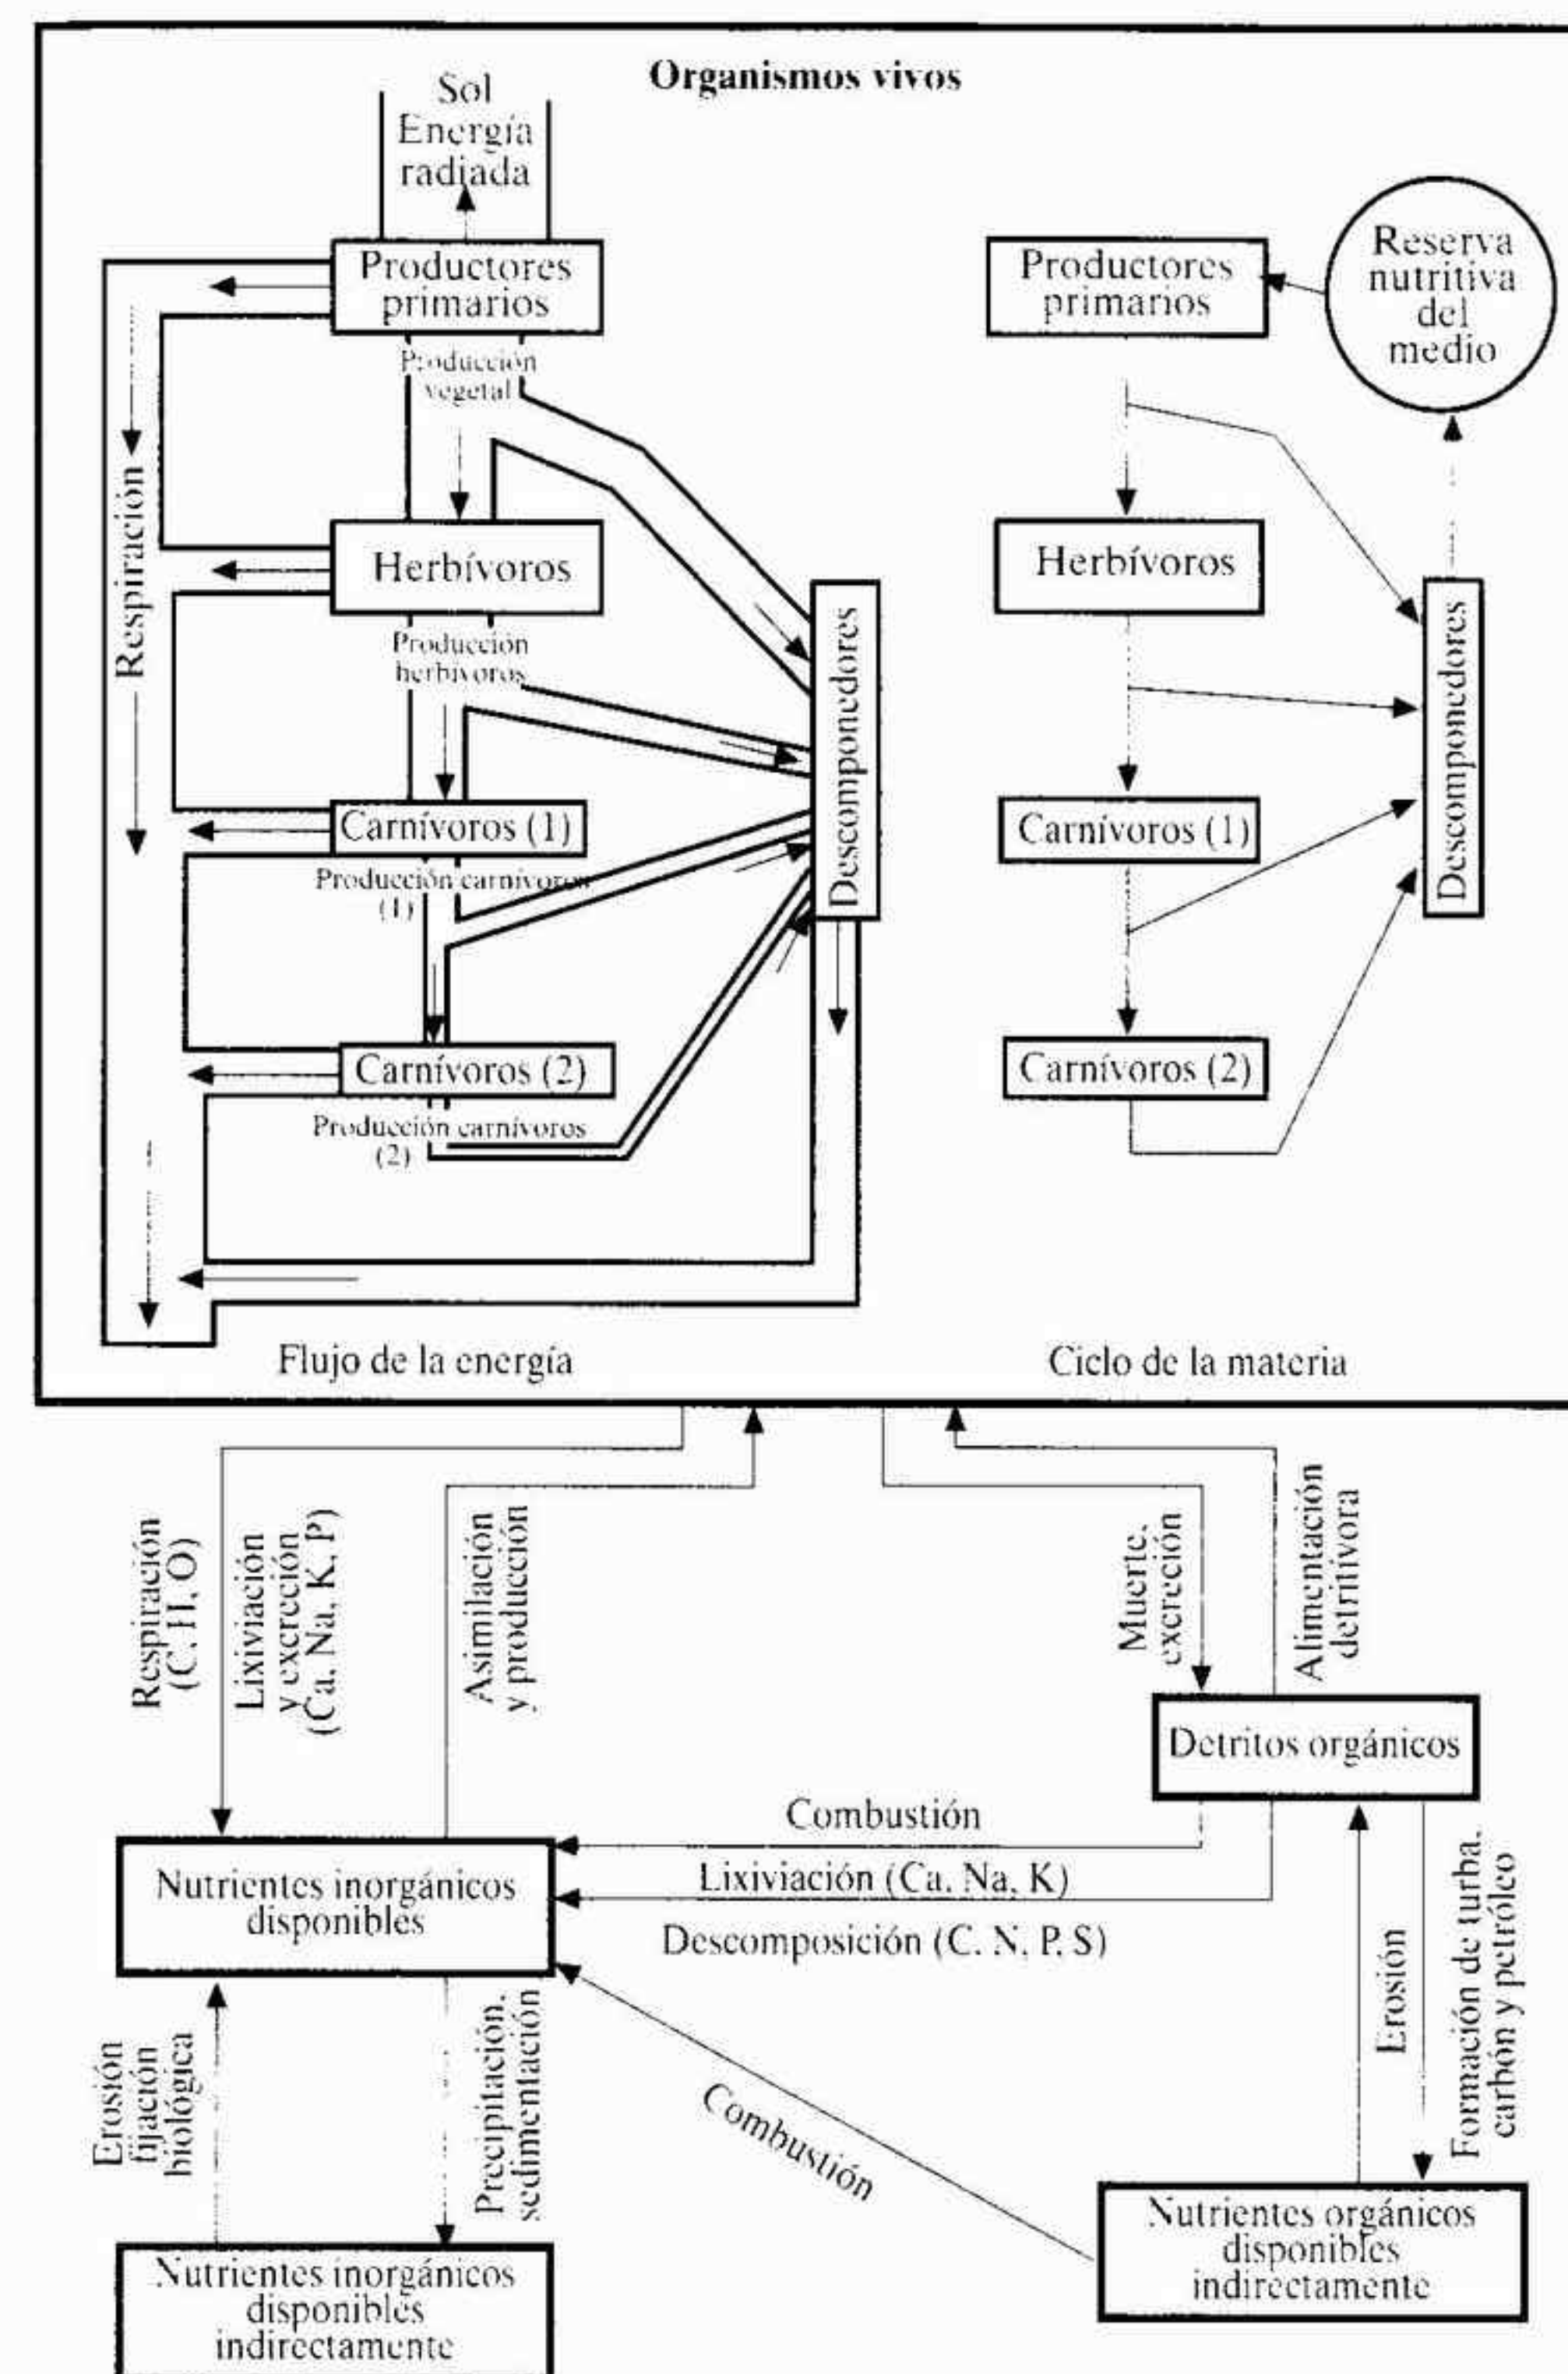 Organismos vivos
Sol
Energía
radiada
Productores
primarios
Producción
vegetal
Respiración
Herbívoros
Producción
herbívoros
Carnívoros (1)
Producción carnívoros
(1)
Carnívoros (2)
Producción carnívoros
(2)
Descomponedores
Flujo de la energía
Productores
primarios
Reserva
nutritiva
del
medio
Herbívoros
Carnívoros (1)
Carnívoros (2)
Descomponedores
Ciclo de la materia
Respiración
(C, H, O)
Lixiviación
y excreción
(Ca, Na, K, P)
Asimilación
y producción
Muerte,
excreción
Alimentación
detritívora
Detritos orgánicos
Combustión
Lixiviación (Ca, Na, K)
Descomposición (C, N, P, S)
Nutrientes inorgánicos
disponibles
Erosión
fijación
biológica
Precipitación,
sedimentación
Combustión
Erosión
Formación de turba,
carbón y petróleo
Nutrientes inorgánicos
disponibles
indirectamente
Nutrientes orgánicos
disponibles
indirectamente